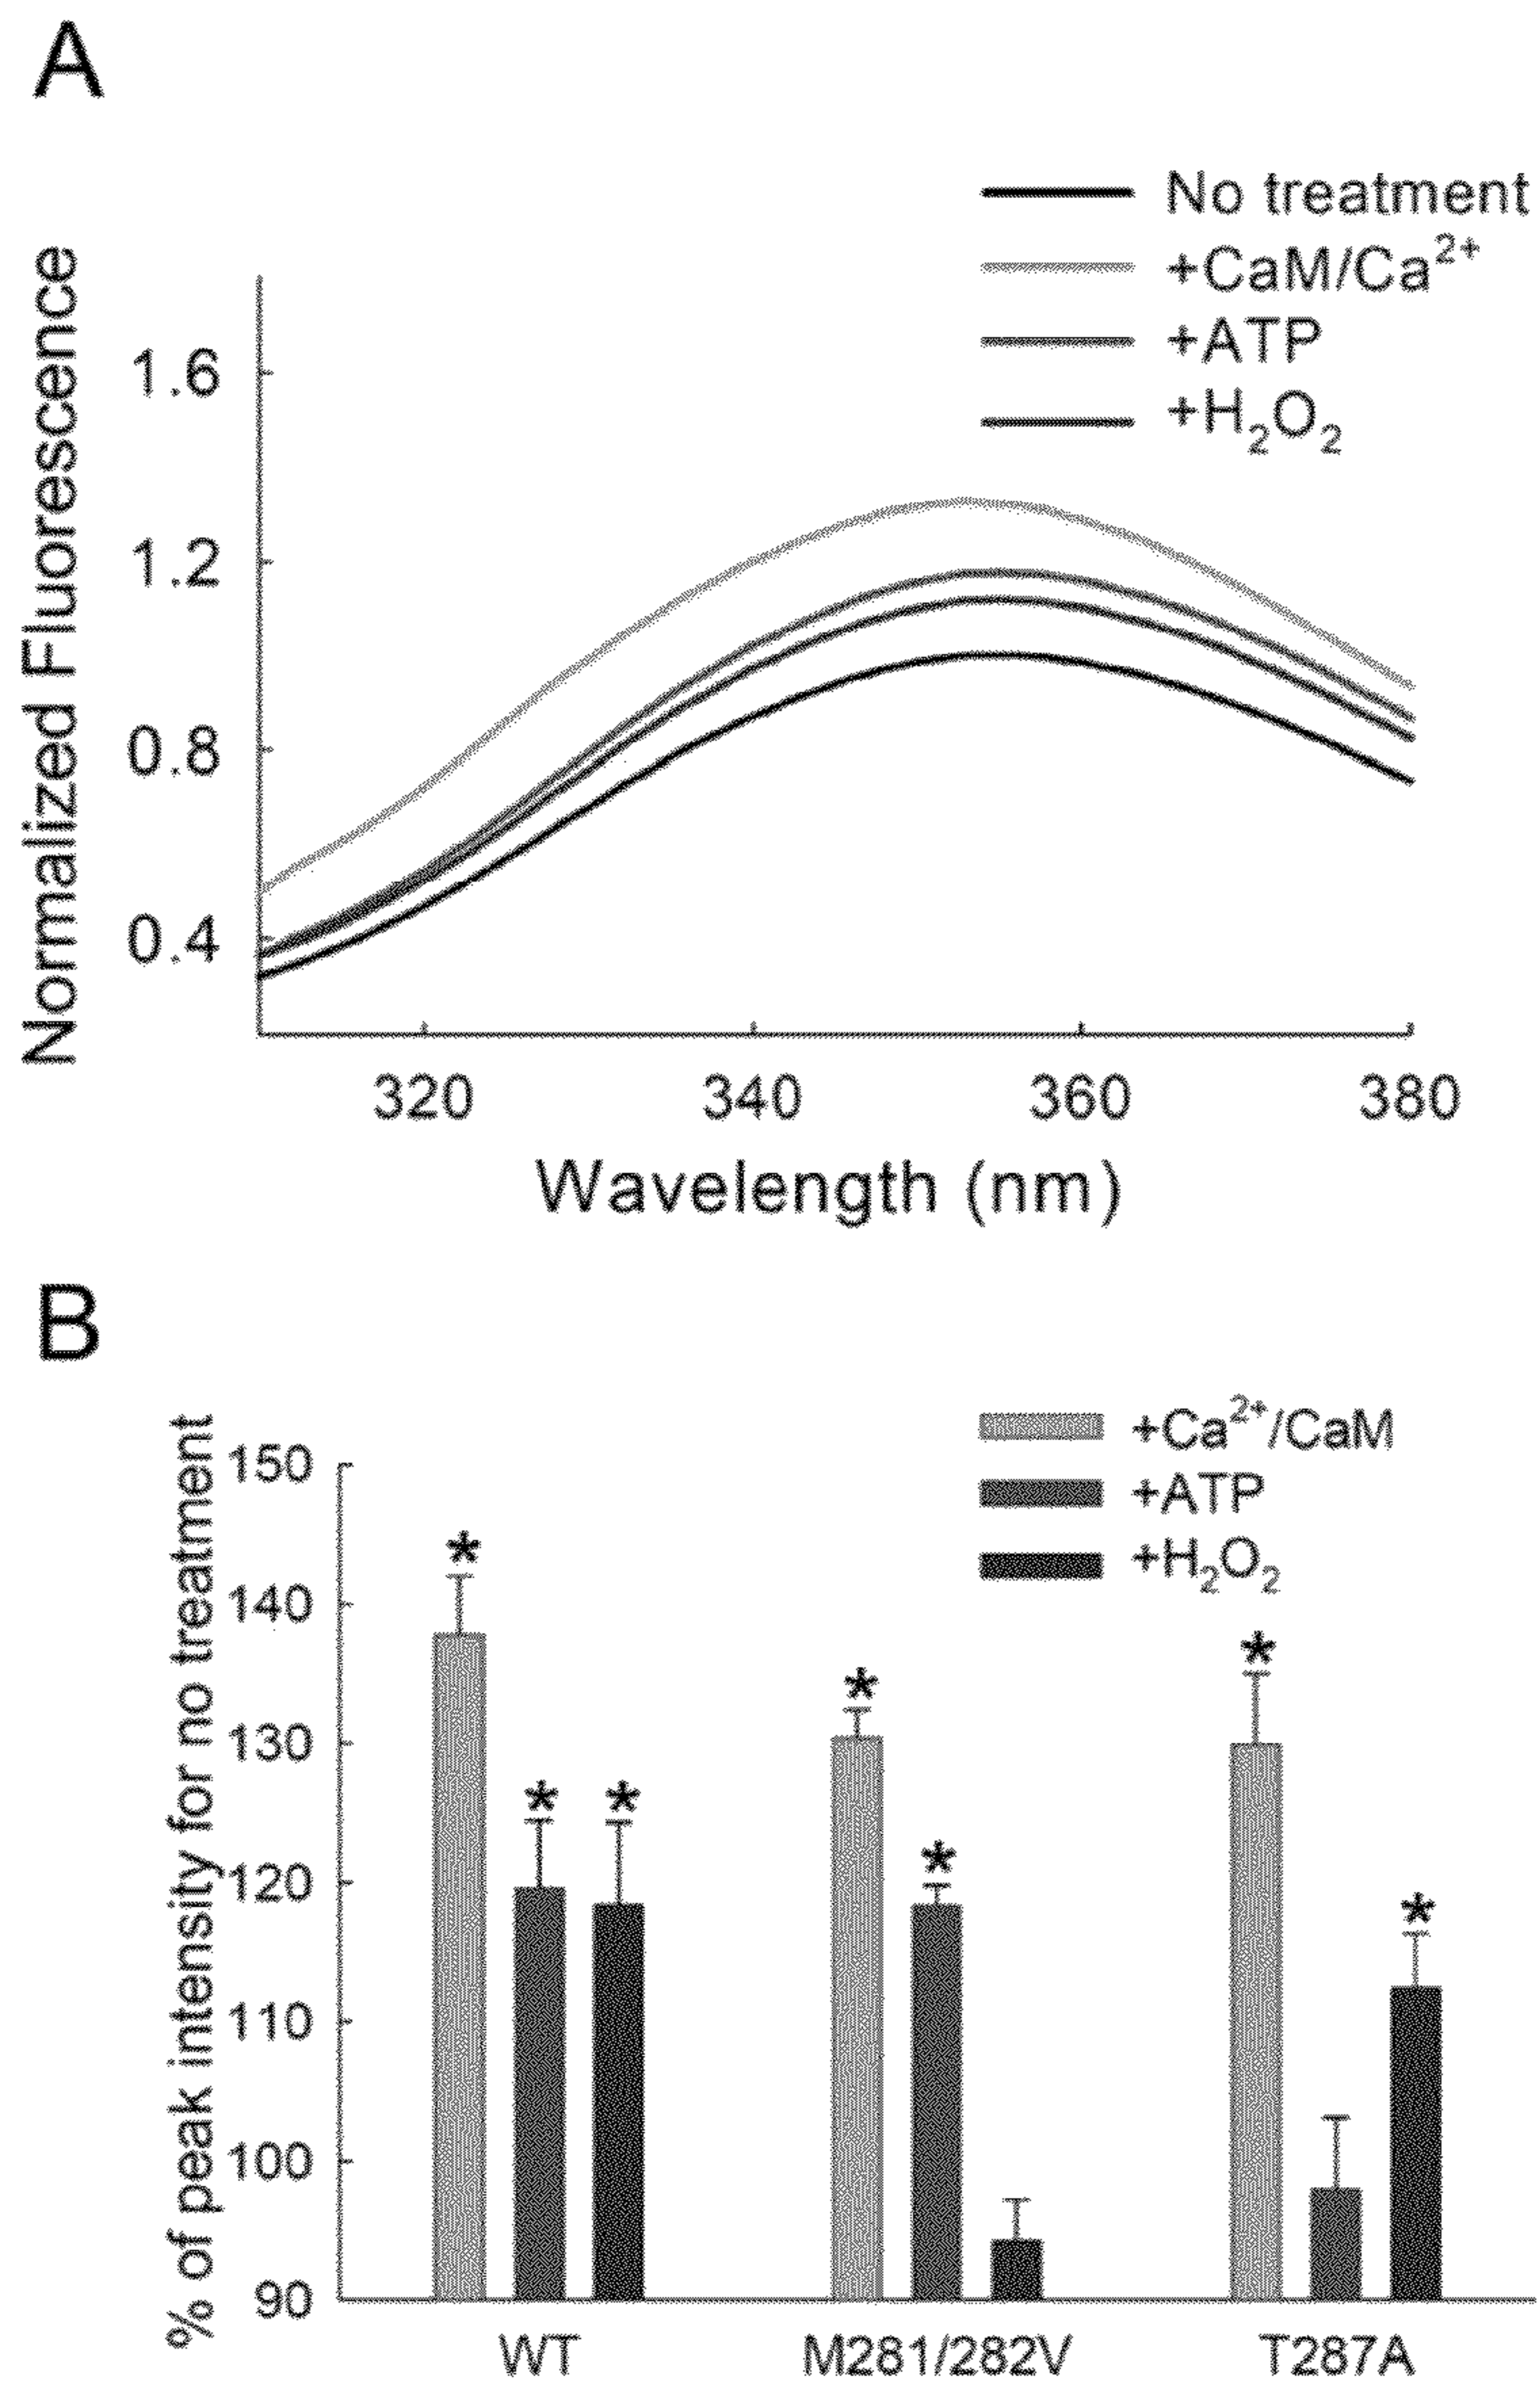 A
No treatment
+CaM/Ca2+
+ATP
+H2O2
Normalized Fluorescence
1.6
1.2
0.8
0.4
320 340 360 380
Wavelength (nm)
B
+Ca2+/CaM
+ATP
+H2O2
% of peak intensity for no treatment
150
140
130
120
110
100
90
*
* *
*
*
*
*
WT M281/282V T287A